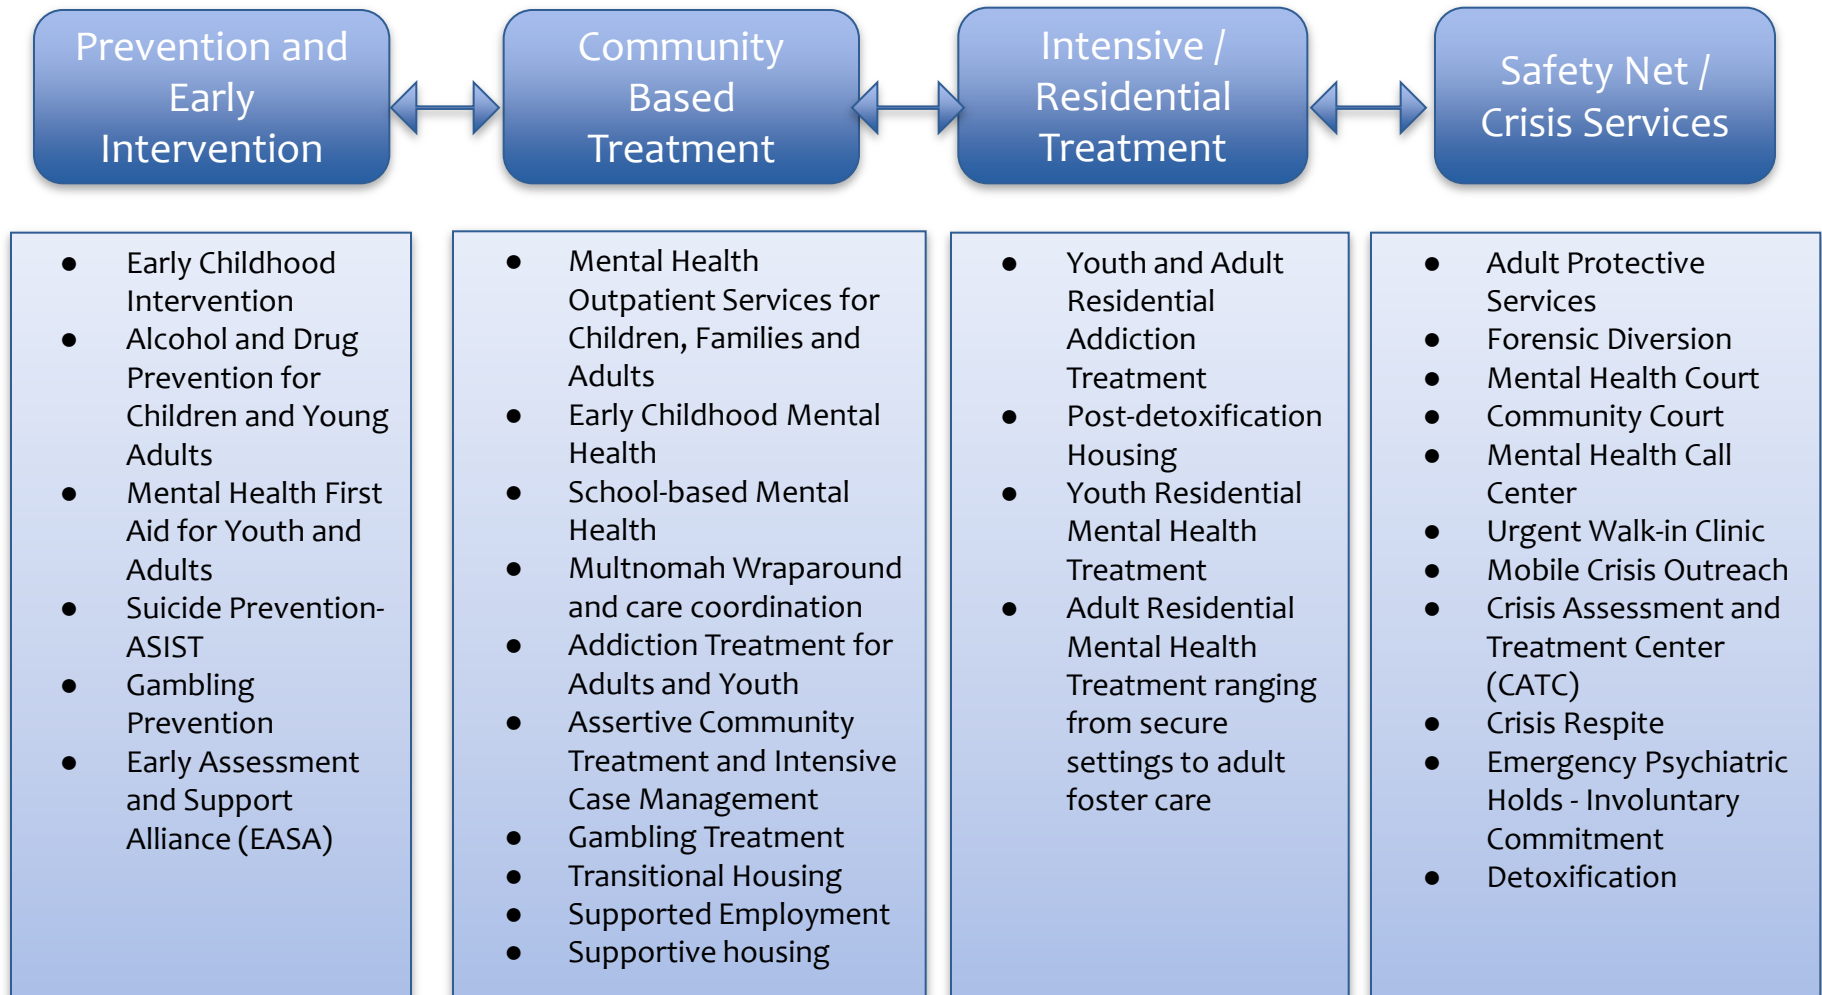 Prevention and
Early
Intervention
Community
Based
Treatment
Intensive /
Residential
Treatment
Safety Net /
Crisis Services
● Early Childhood
Intervention
● Alcohol and Drug
Prevention for
Children and Young
Adults
● Mental Health First
Aid for Youth and
Adults
● Suicide Prevention-
ASIST
● Gambling
Prevention
● Early Assessment
and Support
Alliance (EASA)
● Mental Health
Outpatient Services for
Children, Families and
Adults
● Early Childhood Mental
Health
● School-based Mental
Health
● Multnomah Wraparound
and care coordination
● Addiction Treatment for
Adults and Youth
● Assertive Community
Treatment and Intensive
Case Management
● Gambling Treatment
● Transitional Housing
● Supported Employment
● Supportive housing
● Youth and Adult
Residential
Addiction
Treatment
● Post-detoxification
Housing
● Youth Residential
Mental Health
Treatment
● Adult Residential
Mental Health
Treatment ranging
from secure
settings to adult
foster care
● Adult Protective
Services
● Forensic Diversion
● Mental Health Court
● Community Court
● Mental Health Call
Center
● Urgent Walk-in Clinic
● Mobile Crisis Outreach
● Crisis Assessment and
Treatment Center
(CATC)
● Crisis Respite
● Emergency Psychiatric
Holds - Involuntary
Commitment
● Detoxification